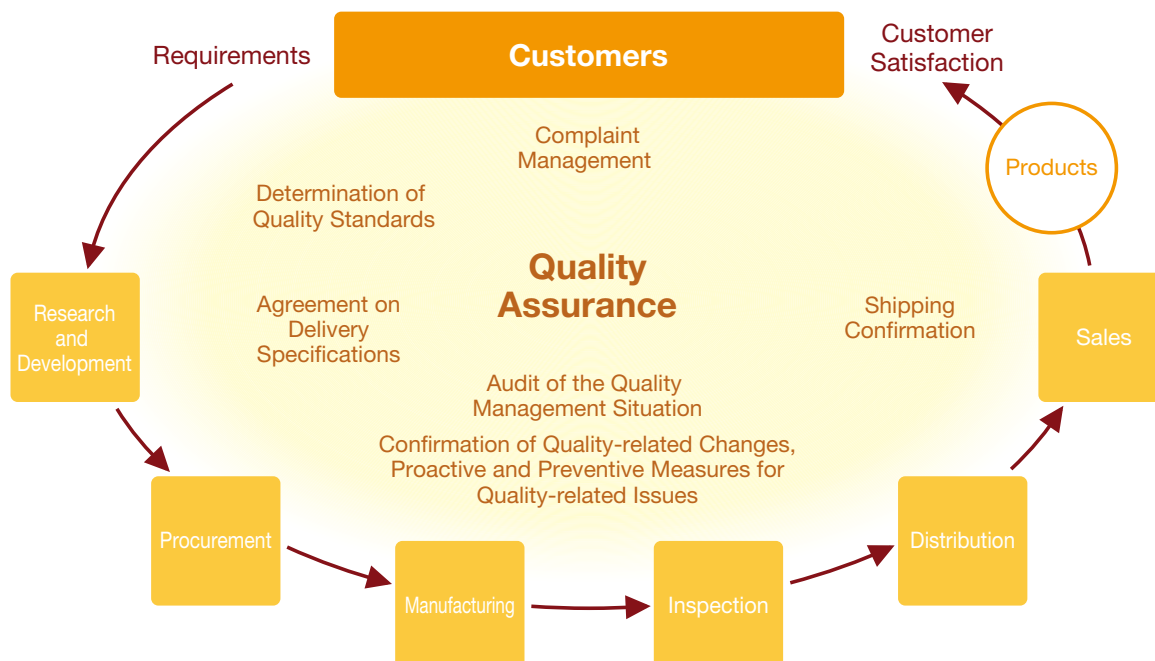 Requirements
Customers
Customer
Satisfaction
Complaint
Management
Products
Determination of
Quality Standards
Quality
Assurance
Research
and
Development
Agreement on
Delivery
Specifications
Shipping
Confirmation
Sales
Audit of the Quality
Management Situation
Confirmation of Quality-related Changes,
Proactive and Preventive Measures for
Quality-related Issues
Procurement
Distribution
Manufacturing
Inspection